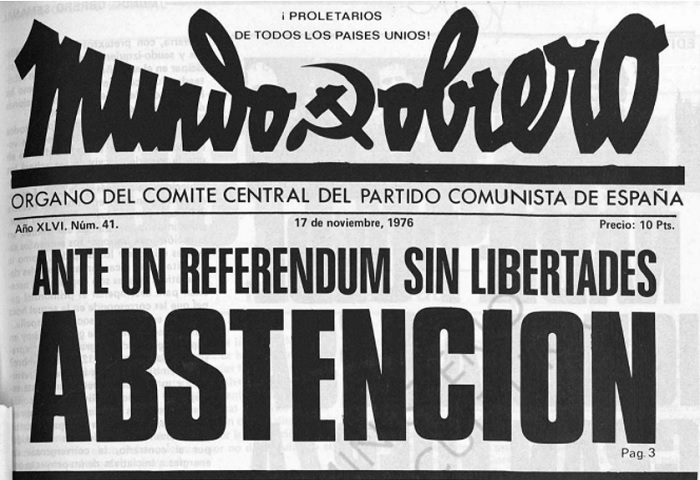 ¡ PROLETARIOS
DE TODOS LOS PAISES UNIOS!
mundo obrero
ORGANO DEL COMITE CENTRAL DEL PARTIDO COMUNISTA DE ESPAÑA
Año XLVI. Núm. 41. 17 de noviembre, 1976 Precio: 10 Pts.
ANTE UN REFERENDUM SIN LIBERTADES
ABSTENCION
Pag. 3